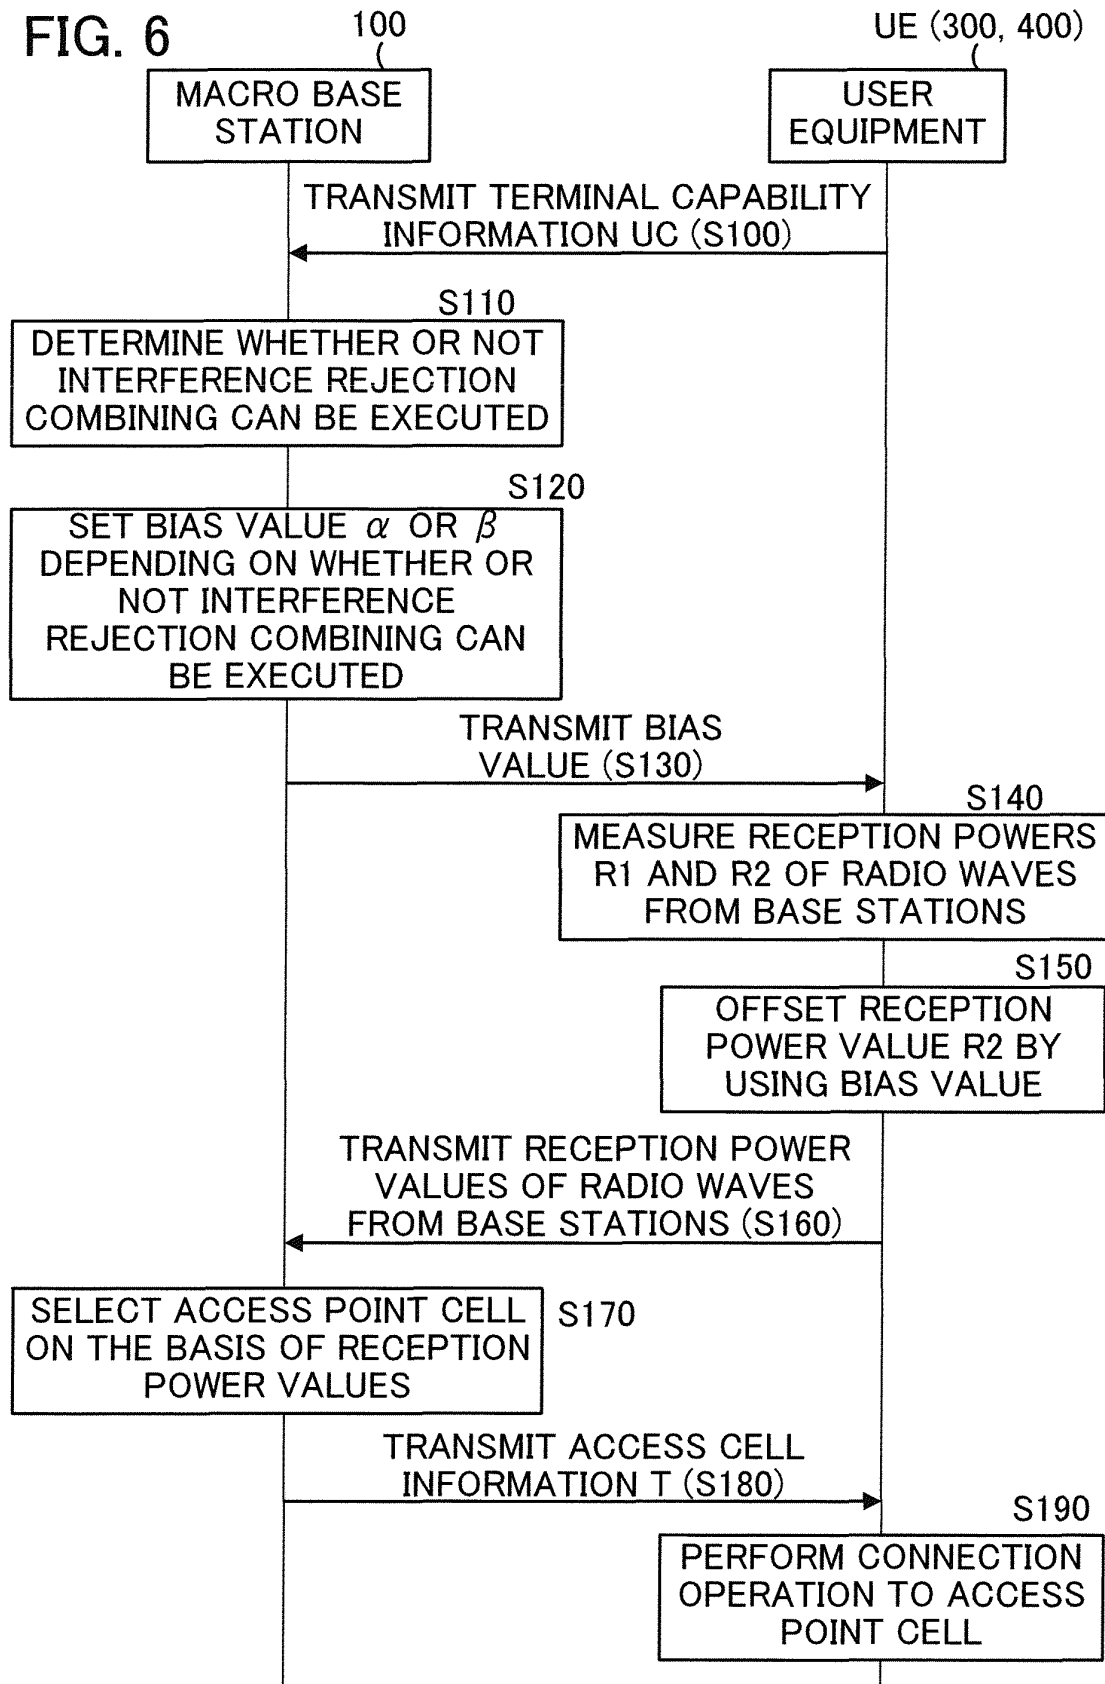 FIG. 6
100
UE (300, 400)
MACRO BASE
STATION
USER
EQUIPMENT
TRANSMIT TERMINAL CAPABILITY
INFORMATION UC (S100)
S110
DETERMINE WHETHER OR NOT
INTERFERENCE REJECTION
COMBINING CAN BE EXECUTED
S120
SET BIAS VALUE α OR β
DEPENDING ON WHETHER OR
NOT INTERFERENCE
REJECTION COMBINING CAN
BE EXECUTED
TRANSMIT BIAS
VALUE (S130)
S140
MEASURE RECEPTION POWERS
R1 AND R2 OF RADIO WAVES
FROM BASE STATIONS
S150
OFFSET RECEPTION
POWER VALUE R2 BY
USING BIAS VALUE
TRANSMIT RECEPTION POWER
VALUES OF RADIO WAVES
FROM BASE STATIONS (S160)
SELECT ACCESS POINT CELL
ON THE BASIS OF RECEPTION
POWER VALUES
S170
TRANSMIT ACCESS CELL
INFORMATION T (S180)
S190
PERFORM CONNECTION
OPERATION TO ACCESS
POINT CELL